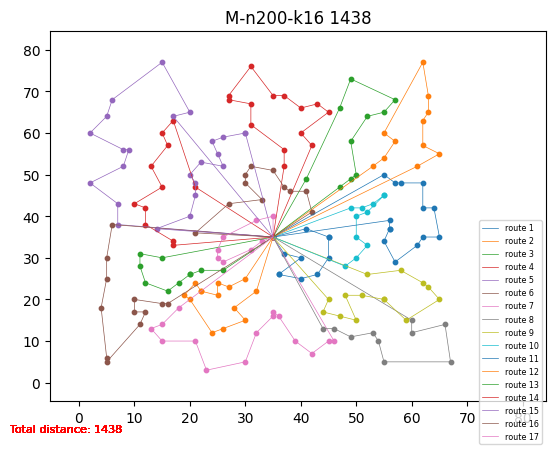 M-n200-k16 1438
80
70
60
50
40
30
20
10
0
0 10 20 30 40 50 60 70 80
route 1
route 2
route 3
route 4
route 5
route 6
route 7
route 8
route 9
route 10
route 11
route 12
route 13
route 14
route 15
route 16
route 17
Total distance: 1438